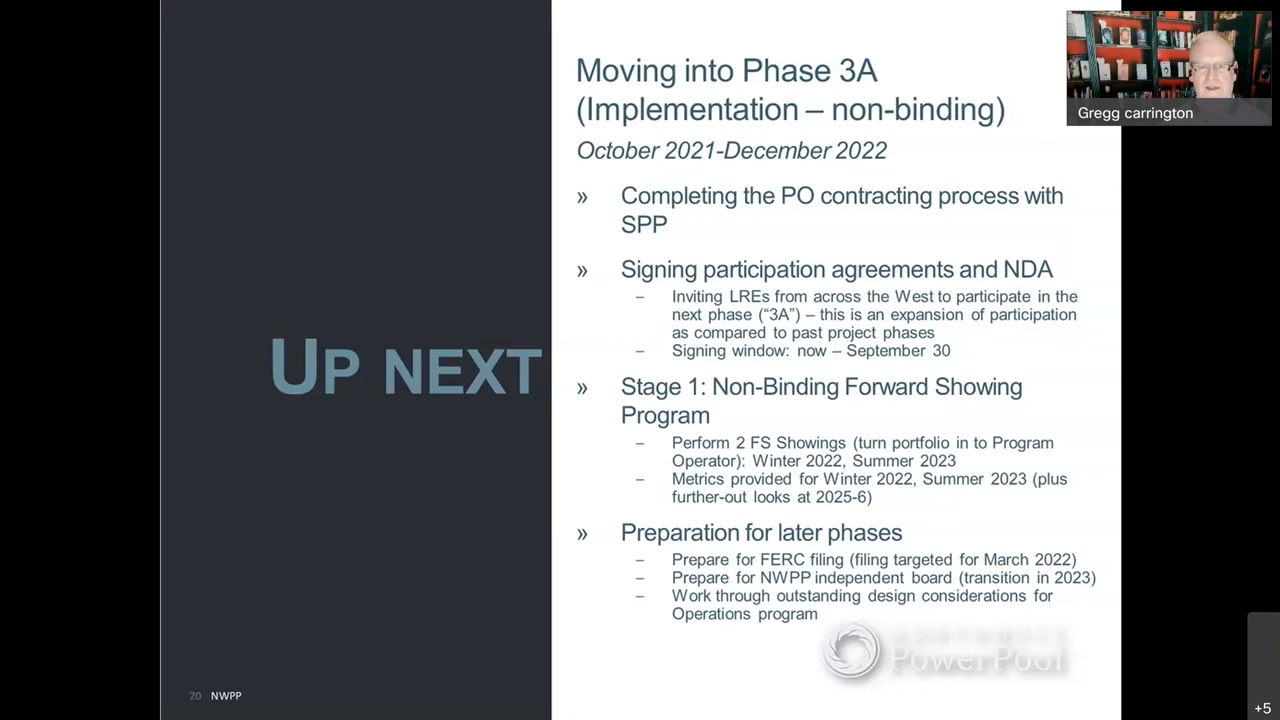 Moving into Phase 3A
(Implementation – non-binding)
October 2021-December 2022
» Completing the PO contracting process with
SPP
» Signing participation agreements and NDA
– Inviting LREs from across the West to participate in the
next phase (“3A”) – this is an expansion of participation
as compared to past project phases
– Signing window: now – September 30
» Stage 1: Non-Binding Forward Showing
Program
– Perform 2 FS Showings (turn portfolio in to Program
Operator): Winter 2022, Summer 2023
– Metrics provided for Winter 2022, Summer 2023 (plus
further-out looks at 2025-6)
» Preparation for later phases
– Prepare for FERC filing (filing targeted for March 2022)
– Prepare for NWPP independent board (transition in 2023)
– Work through outstanding design considerations for
Operations program
UP NEXT
Gregg carrington
PowerPool
20 NWPP
+5